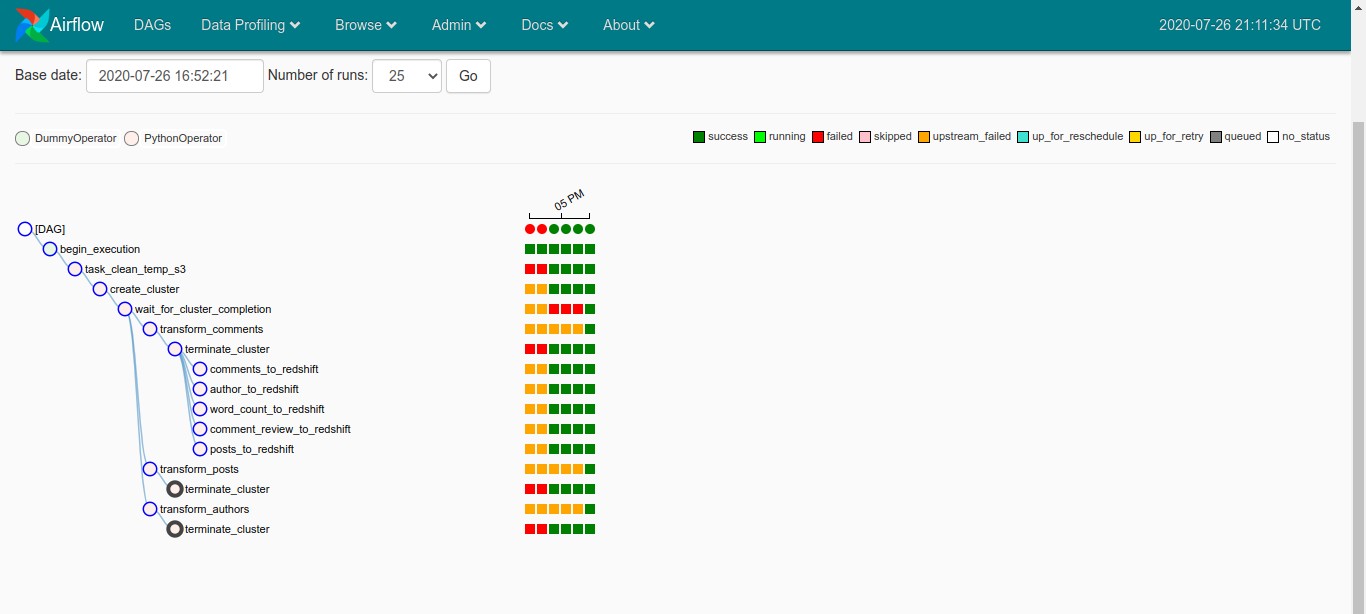 Airflow DAGs Data Profiling Browse Admin Docs About 2020-07-26 21:11:34 UTC
Base date: 2020-07-26 16:52:21 Number of runs: 25 Go
DummyOperator PythonOperator success running failed skipped upstream_failed up_for_reschedule up_for_retry queued no_status
05 PM
[DAG]
begin_execution
task_clean_temp_s3
create_cluster
wait_for_cluster_completion
transform_comments
terminate_cluster
comments_to_redshift
author_to_redshift
word_count_to_redshift
comment_review_to_redshift
posts_to_redshift
transform_posts
terminate_cluster
transform_authors
terminate_cluster